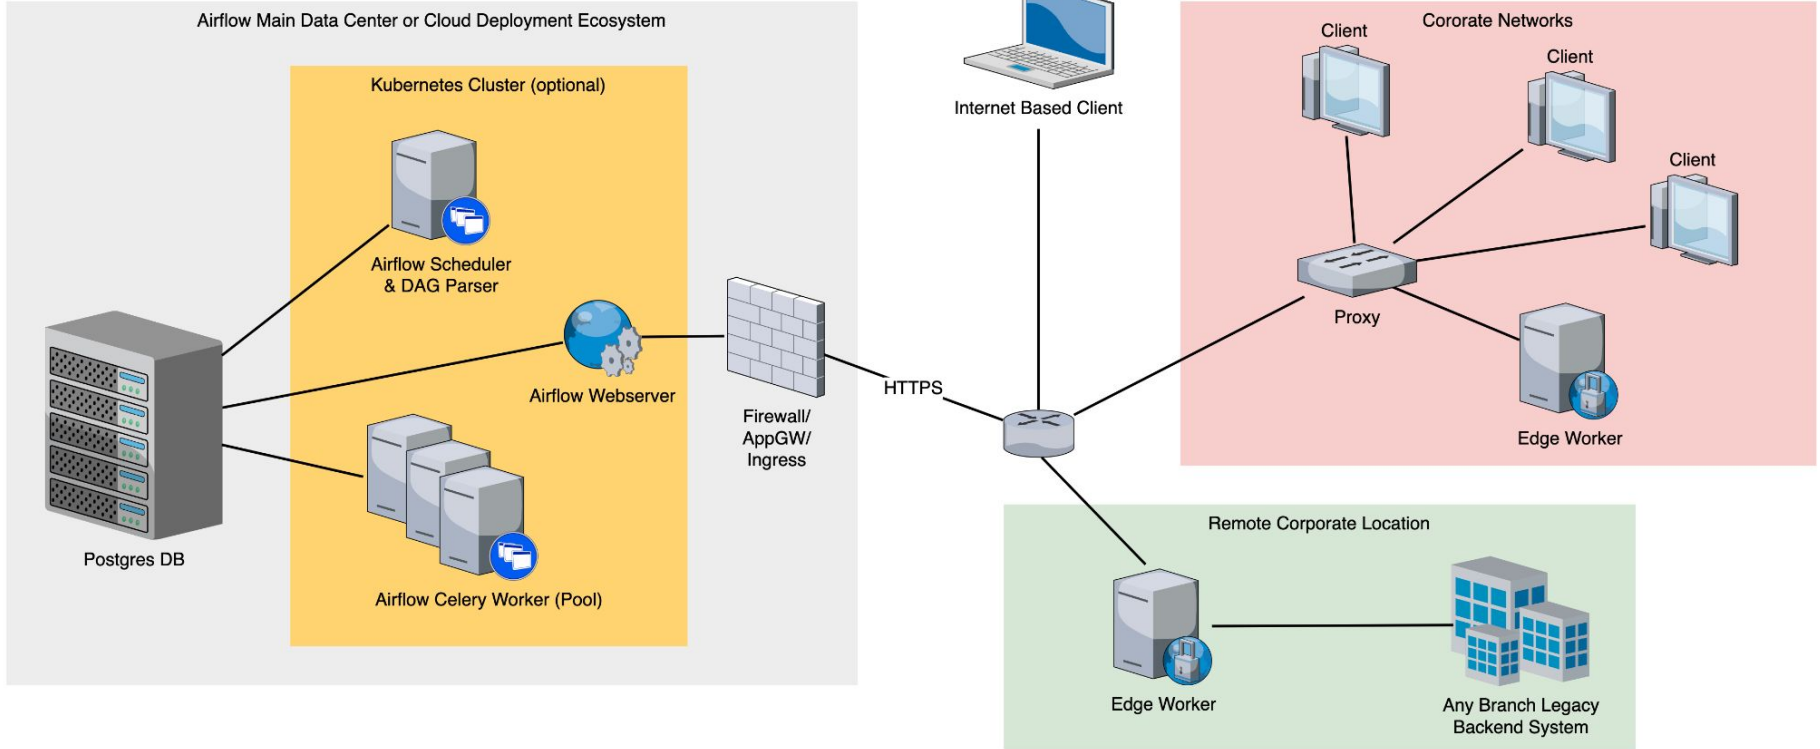 Airflow Main Data Center or Cloud Deployment Ecosystem
Kubernetes Cluster (optional)
Airflow Scheduler
& DAG Parser
Airflow Webserver
Postgres DB
Airflow Celery Worker (Pool)
Firewall/
AppGW/
Ingress
HTTPS
Internet Based Client
Cororate Networks
Client
Client
Client
Proxy
Edge Worker
Remote Corporate Location
Edge Worker
Any Branch Legacy
Backend System